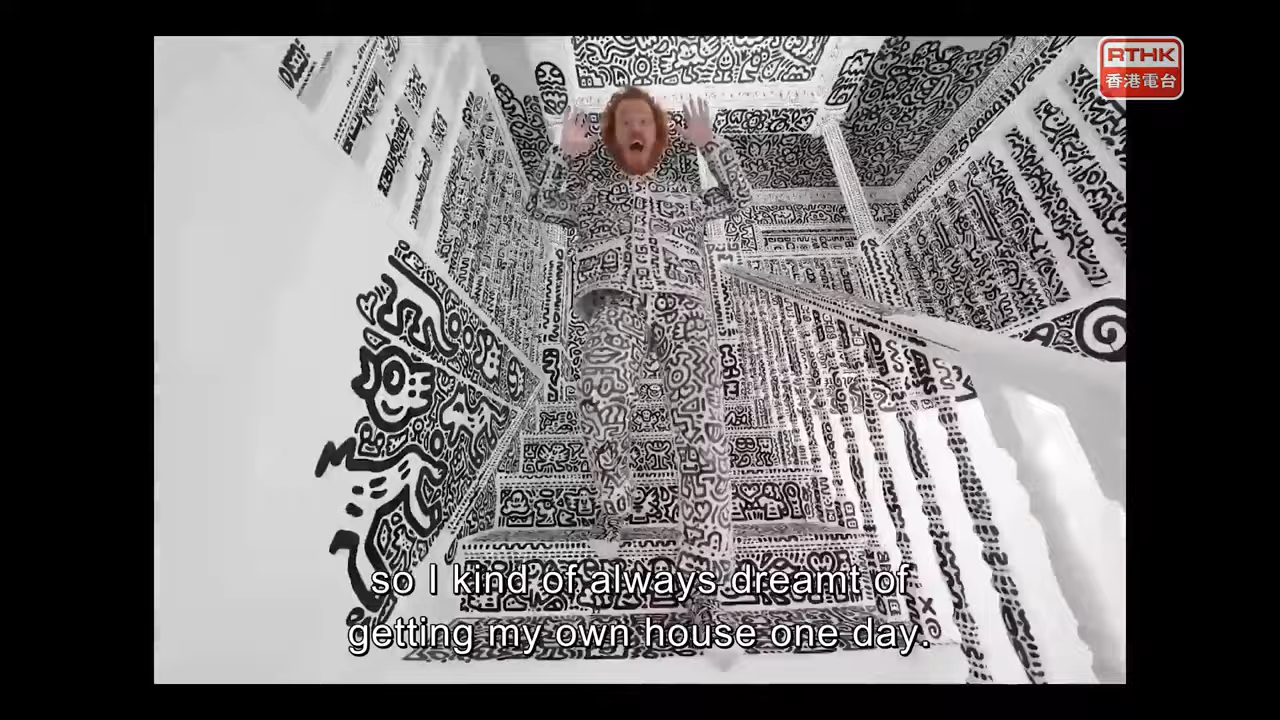 RTHK
香港電台
so I kind of always dreamt of
getting my own house one day.